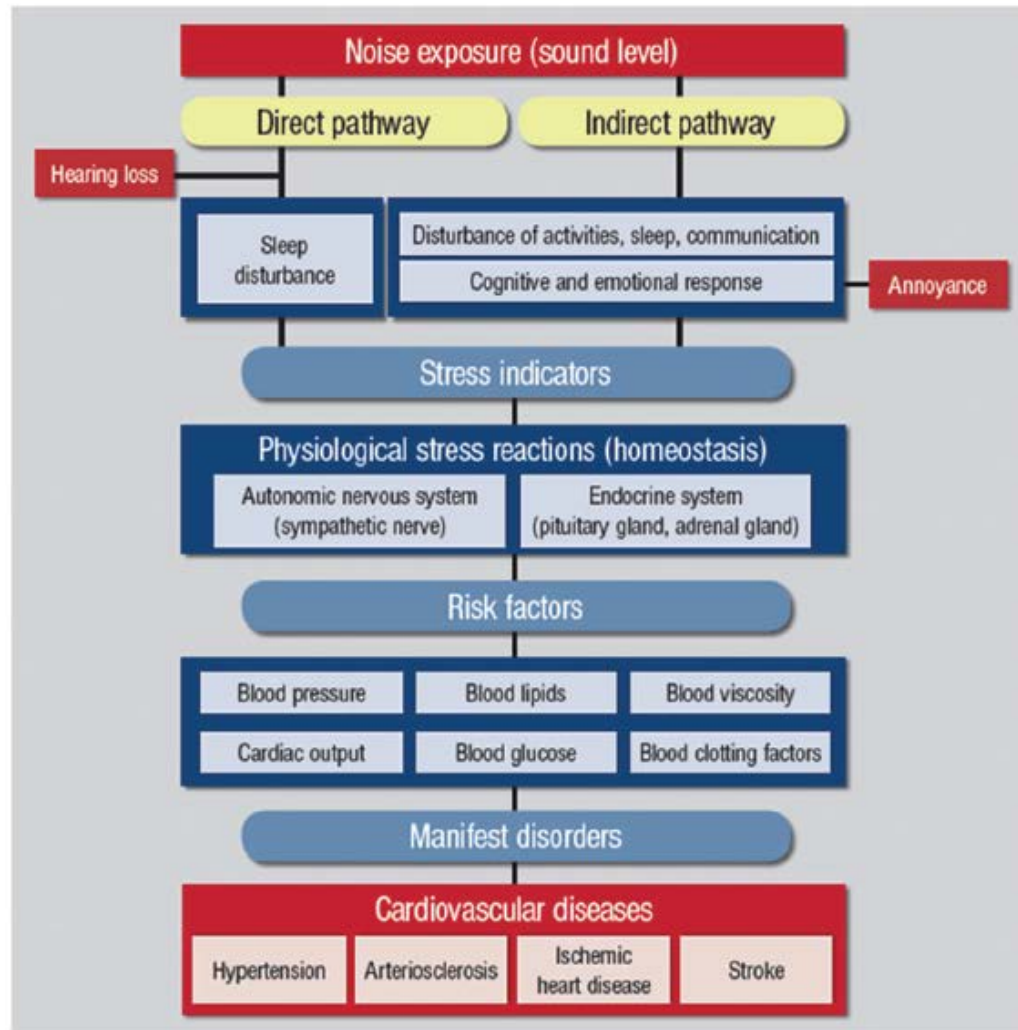 Noise exposure (sound level)
Direct pathway
Indirect pathway
Hearing loss
Sleep
disturbance
Disturbance of activities, sleep, communication
Cognitive and emotional response
Annoyance
Stress indicators
Physiological stress reactions (homeostasis)
Autonomic nervous system
(sympathetic nerve)
Endocrine system
(pituitary gland, adrenal gland)
Risk factors
Blood pressure
Blood lipids
Blood viscosity
Cardiac output
Blood glucose
Blood clotting factors
Manifest disorders
Cardiovascular diseases
Hypertension
Arteriosclerosis
Ischemic
heart disease
Stroke